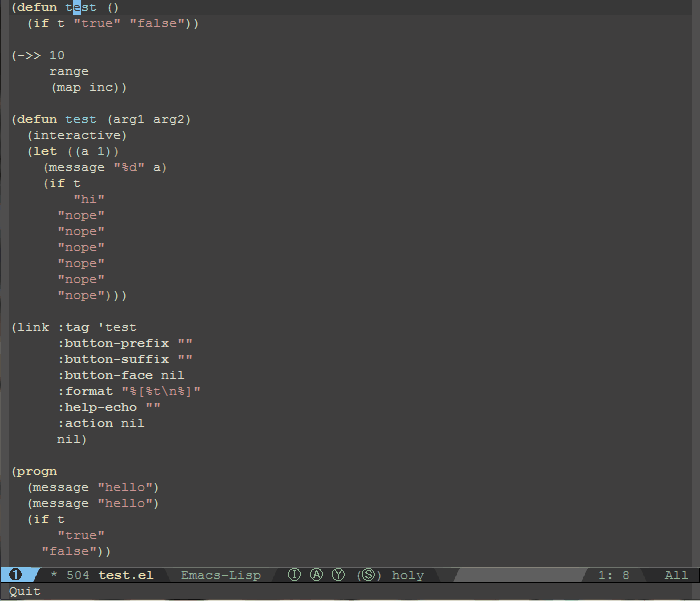 (defun test ()
  (if t "true" "false"))

(->> 10
     range
     (map inc))

(defun test (arg1 arg2)
  (interactive)
  (let ((a 1))
    (message "%d" a)
    (if t
        "hi"
      "nope"
      "nope"
      "nope"
      "nope"
      "nope"
      "nope")))

(link :tag 'test
      :button-prefix ""
      :button-suffix ""
      :button-face nil
      :format "%[%t\n%]"
      :help-echo ""
      :action nil
      nil)

(progn
  (message "hello")
  (message "hello")
  (if t
      "true"
    "false"))
❶ * 504 test.el Emacs-Lisp Ⓘ Ⓐ Ⓨ (Ⓢ) holy 1: 8 All
Quit